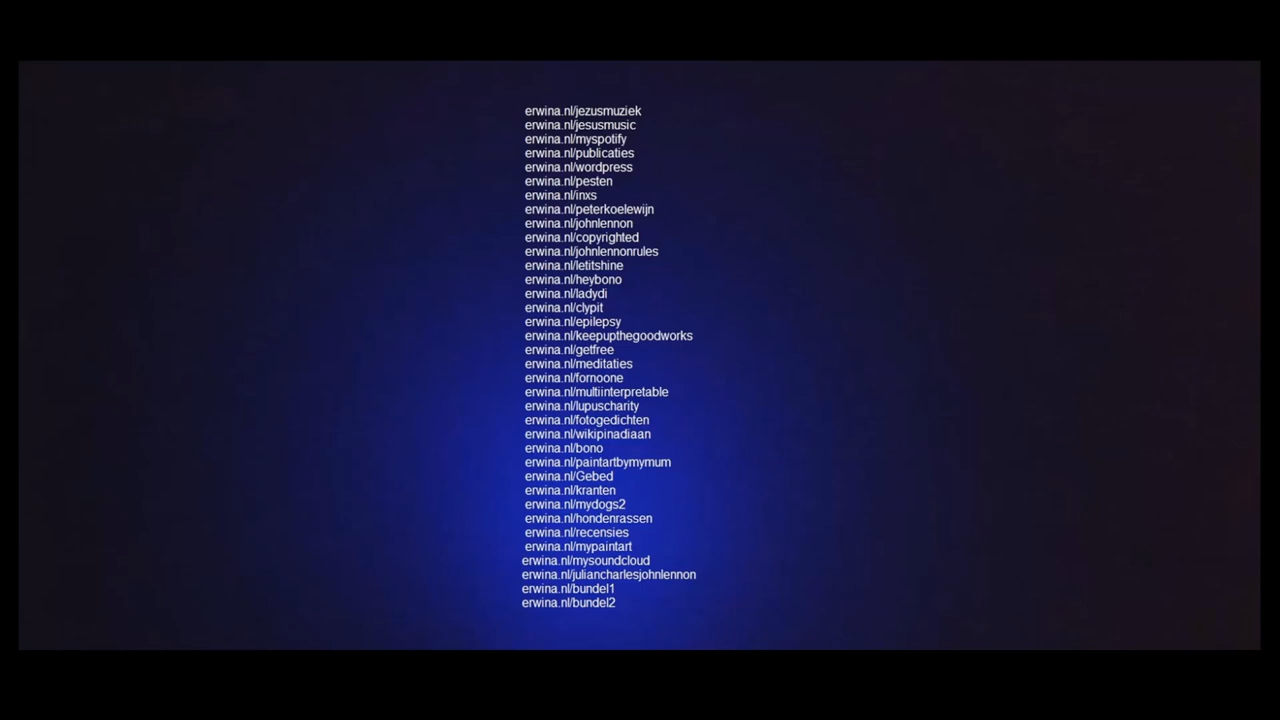 erwina.nl/jezusmuziek
erwina.nl/jesusmusic
erwina.nl/myspotify
erwina.nl/publicaties
erwina.nl/wordpress
erwina.nl/pesten
erwina.nl/inxs
erwina.nl/peterkoelewijn
erwina.nl/johnlennon
erwina.nl/copyrighted
erwina.nl/johnlennonrules
erwina.nl/letitshine
erwina.nl/heybono
erwina.nl/ladydi
erwina.nl/clypit
erwina.nl/epilepsy
erwina.nl/keepupthegoodworks
erwina.nl/getfree
erwina.nl/meditaties
erwina.nl/fornoone
erwina.nl/multiinterpretable
erwina.nl/lupuscharity
erwina.nl/fotogedichten
erwina.nl/wikipinadiaan
erwina.nl/bono
erwina.nl/paintartbymymum
erwina.nl/Gebed
erwina.nl/kranten
erwina.nl/mydogs2
erwina.nl/hondenrassen
erwina.nl/recensies
erwina.nl/mypaintart
erwina.nl/mysoundcloud
erwina.nl/juliancharlesjohnlennon
erwina.nl/bundel1
erwina.nl/bundel2